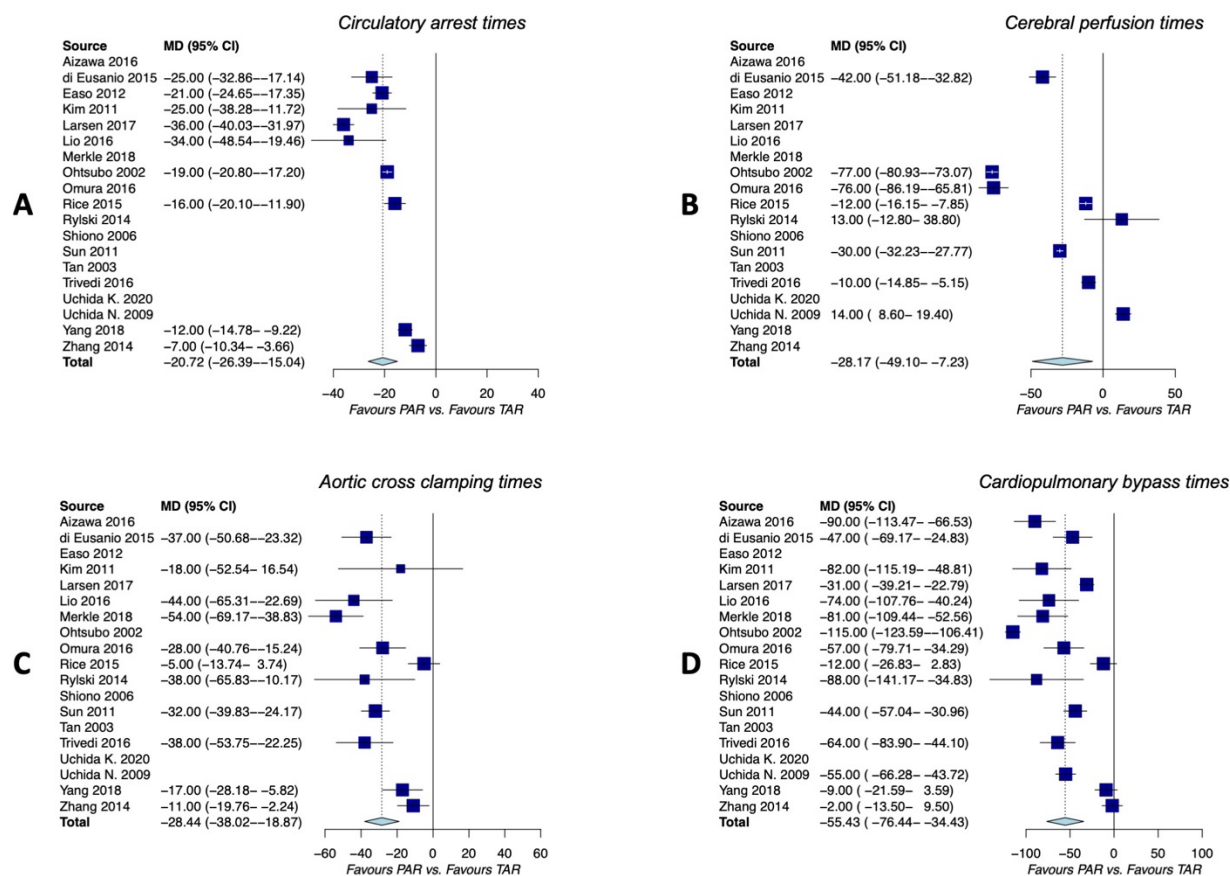 A
Circulatory arrest times
Source MD (95% CI)
Aizawa 2016
di Eusanio 2015 −25.00 (−32.86−−17.14)
Easo 2012 −21.00 (−24.65−−17.35)
Kim 2011 −25.00 (−38.28−−11.72)
Larsen 2017 −36.00 (−40.03−−31.97)
Lio 2016 −34.00 (−48.54−−19.46)
Merkle 2018
Ohtsubo 2002 −19.00 (−20.80−−17.20)
Omura 2016
Rice 2015 −16.00 (−20.10−−11.90)
Rylski 2014
Shiono 2006
Sun 2011
Tan 2003
Trivedi 2016
Uchida K. 2020
Uchida N. 2009
Yang 2018 −12.00 (−14.78− −9.22)
Zhang 2014 −7.00 (−10.34− −3.66)
Total −20.72 (−26.39−−15.04)
−40 −20 0 20 40
Favours PAR vs. Favours TAR
B
Cerebral perfusion times
Source MD (95% CI)
Aizawa 2016
di Eusanio 2015 −42.00 (−51.18−−32.82)
Easo 2012
Kim 2011
Larsen 2017
Lio 2016
Merkle 2018
Ohtsubo 2002 −77.00 (−80.93−−73.07)
Omura 2016 −76.00 (−86.19−−65.81)
Rice 2015 −12.00 (−16.15− −7.85)
Rylski 2014 13.00 (−12.80− 38.80)
Shiono 2006
Sun 2011 −30.00 (−32.23−−27.77)
Tan 2003
Trivedi 2016 −10.00 (−14.85− −5.15)
Uchida K. 2020
Uchida N. 2009 14.00 ( 8.60− 19.40)
Yang 2018
Zhang 2014
Total −28.17 (−49.10− −7.23)
−50 0 50
Favours PAR vs. Favours TAR
C
Aortic cross clamping times
Source MD (95% CI)
Aizawa 2016
di Eusanio 2015 −37.00 (−50.68−−23.32)
Easo 2012
Kim 2011 −18.00 (−52.54− 16.54)
Larsen 2017
Lio 2016 −44.00 (−65.31−−22.69)
Merkle 2018 −54.00 (−69.17−−38.83)
Ohtsubo 2002
Omura 2016 −28.00 (−40.76−−15.24)
Rice 2015 −5.00 (−13.74− 3.74)
Rylski 2014 −38.00 (−65.83−−10.17)
Shiono 2006
Sun 2011 −32.00 (−39.83−−24.17)
Tan 2003
Trivedi 2016 −38.00 (−53.75−−22.25)
Uchida K. 2020
Uchida N. 2009
Yang 2018 −17.00 (−28.18− −5.82)
Zhang 2014 −11.00 (−19.76− −2.24)
Total −28.44 (−38.02−−18.87)
−60 −40 −20 0 20 40 60
Favours PAR vs. Favours TAR
D
Cardiopulmonary bypass times
Source MD (95% CI)
Aizawa 2016 −90.00 (−113.47− −66.53)
di Eusanio 2015 −47.00 ( −69.17− −24.83)
Easo 2012
Kim 2011 −82.00 (−115.19− −48.81)
Larsen 2017 −31.00 ( −39.21− −22.79)
Lio 2016 −74.00 (−107.76− −40.24)
Merkle 2018 −81.00 (−109.44− −52.56)
Ohtsubo 2002 −115.00 (−123.59−−106.41)
Omura 2016 −57.00 ( −79.71− −34.29)
Rice 2015 −12.00 ( −26.83− 2.83)
Rylski 2014 −88.00 (−141.17− −34.83)
Shiono 2006
Sun 2011 −44.00 ( −57.04− −30.96)
Tan 2003
Trivedi 2016 −64.00 ( −83.90− −44.10)
Uchida K. 2020
Uchida N. 2009 −55.00 ( −66.28− −43.72)
Yang 2018 −9.00 ( −21.59− 3.59)
Zhang 2014 −2.00 ( −13.50− 9.50)
Total −55.43 ( −76.44− −34.43)
−100 −50 0 50 100
Favours PAR vs. Favours TAR